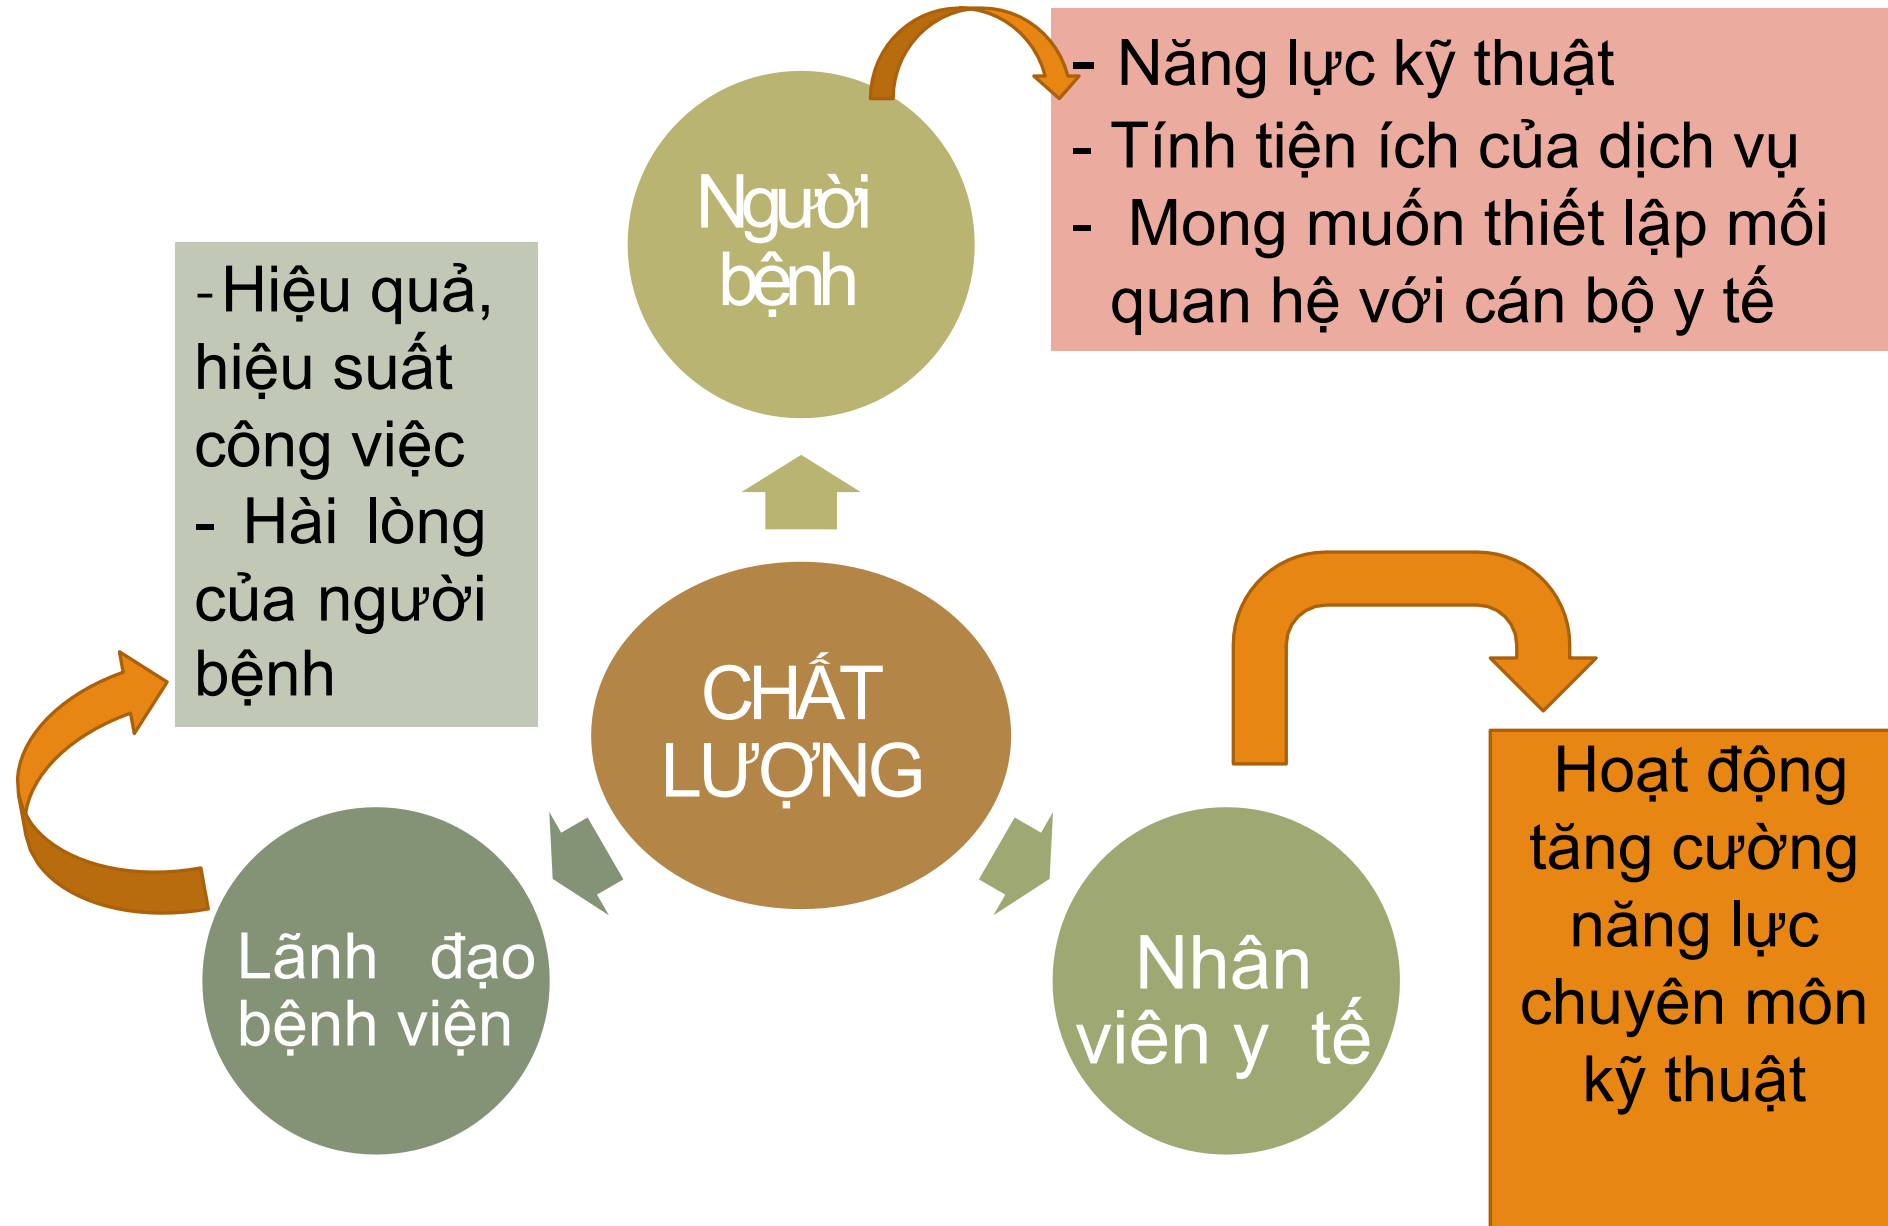 Người
bệnh
- Năng lực kỹ thuật
- Tính tiện ích của dịch vụ
- Mong muốn thiết lập mối
quan hệ với cán bộ y tế
-Hiệu quả,
hiệu suất
công việc
- Hài lòng
của người
bệnh
CHẤT
LƯỢNG
Lãnh đạo
bệnh viện
Nhân
viên y tế
Hoạt động
tăng cường
năng lực
chuyên môn
kỹ thuật